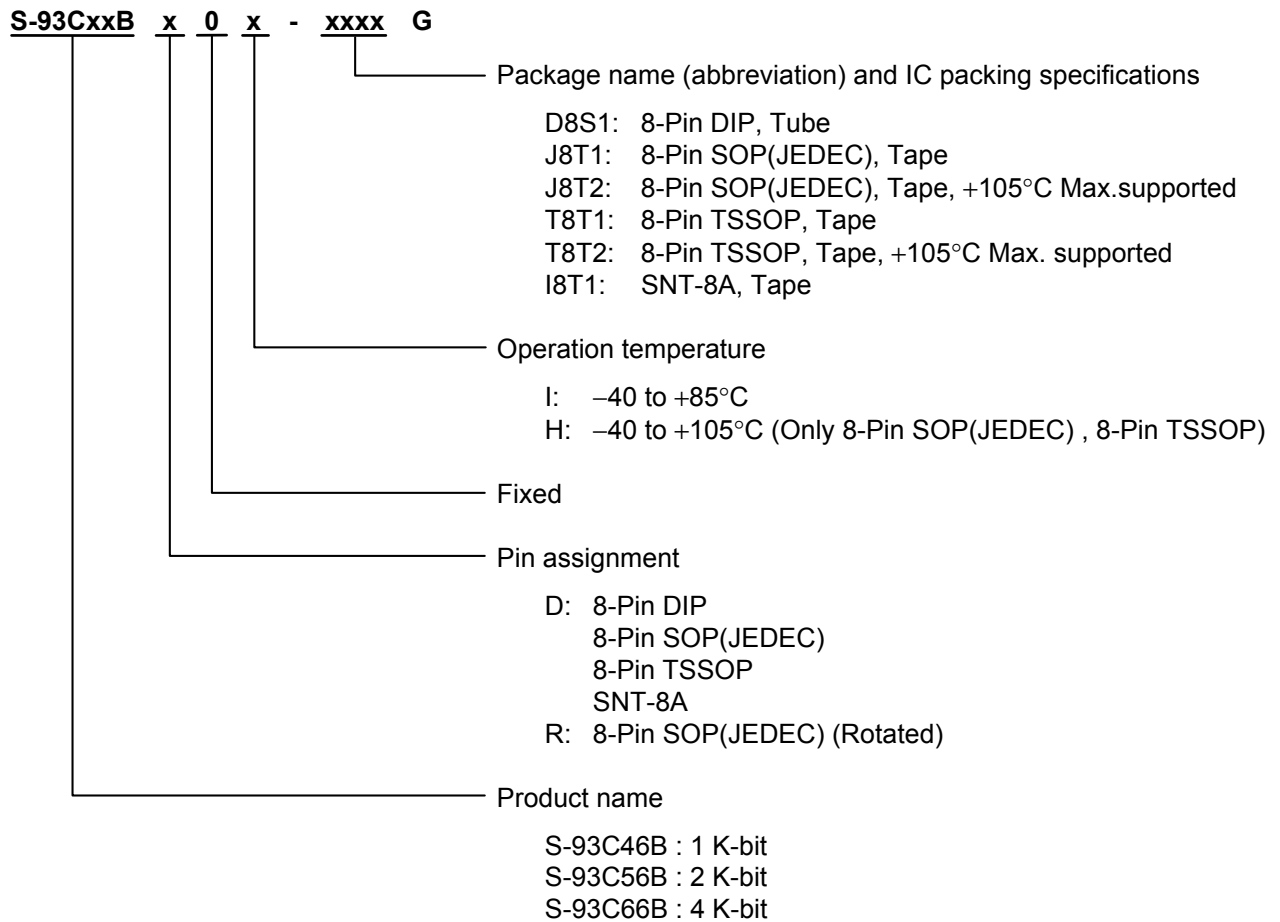 S-93CxxB x 0 x - xxxx G
Package name (abbreviation) and IC packing specifications
D8S1: 8-Pin DIP, Tube
J8T1: 8-Pin SOP(JEDEC), Tape
J8T2: 8-Pin SOP(JEDEC), Tape, +105°C Max.supported
T8T1: 8-Pin TSSOP, Tape
T8T2: 8-Pin TSSOP, Tape, +105°C Max. supported
I8T1: SNT-8A, Tape
Operation temperature
I: −40 to +85°C
H: −40 to +105°C (Only 8-Pin SOP(JEDEC) , 8-Pin TSSOP)
Fixed
Pin assignment
D: 8-Pin DIP
8-Pin SOP(JEDEC)
8-Pin TSSOP
SNT-8A
R: 8-Pin SOP(JEDEC) (Rotated)
Product name
S-93C46B : 1 K-bit
S-93C56B : 2 K-bit
S-93C66B : 4 K-bit